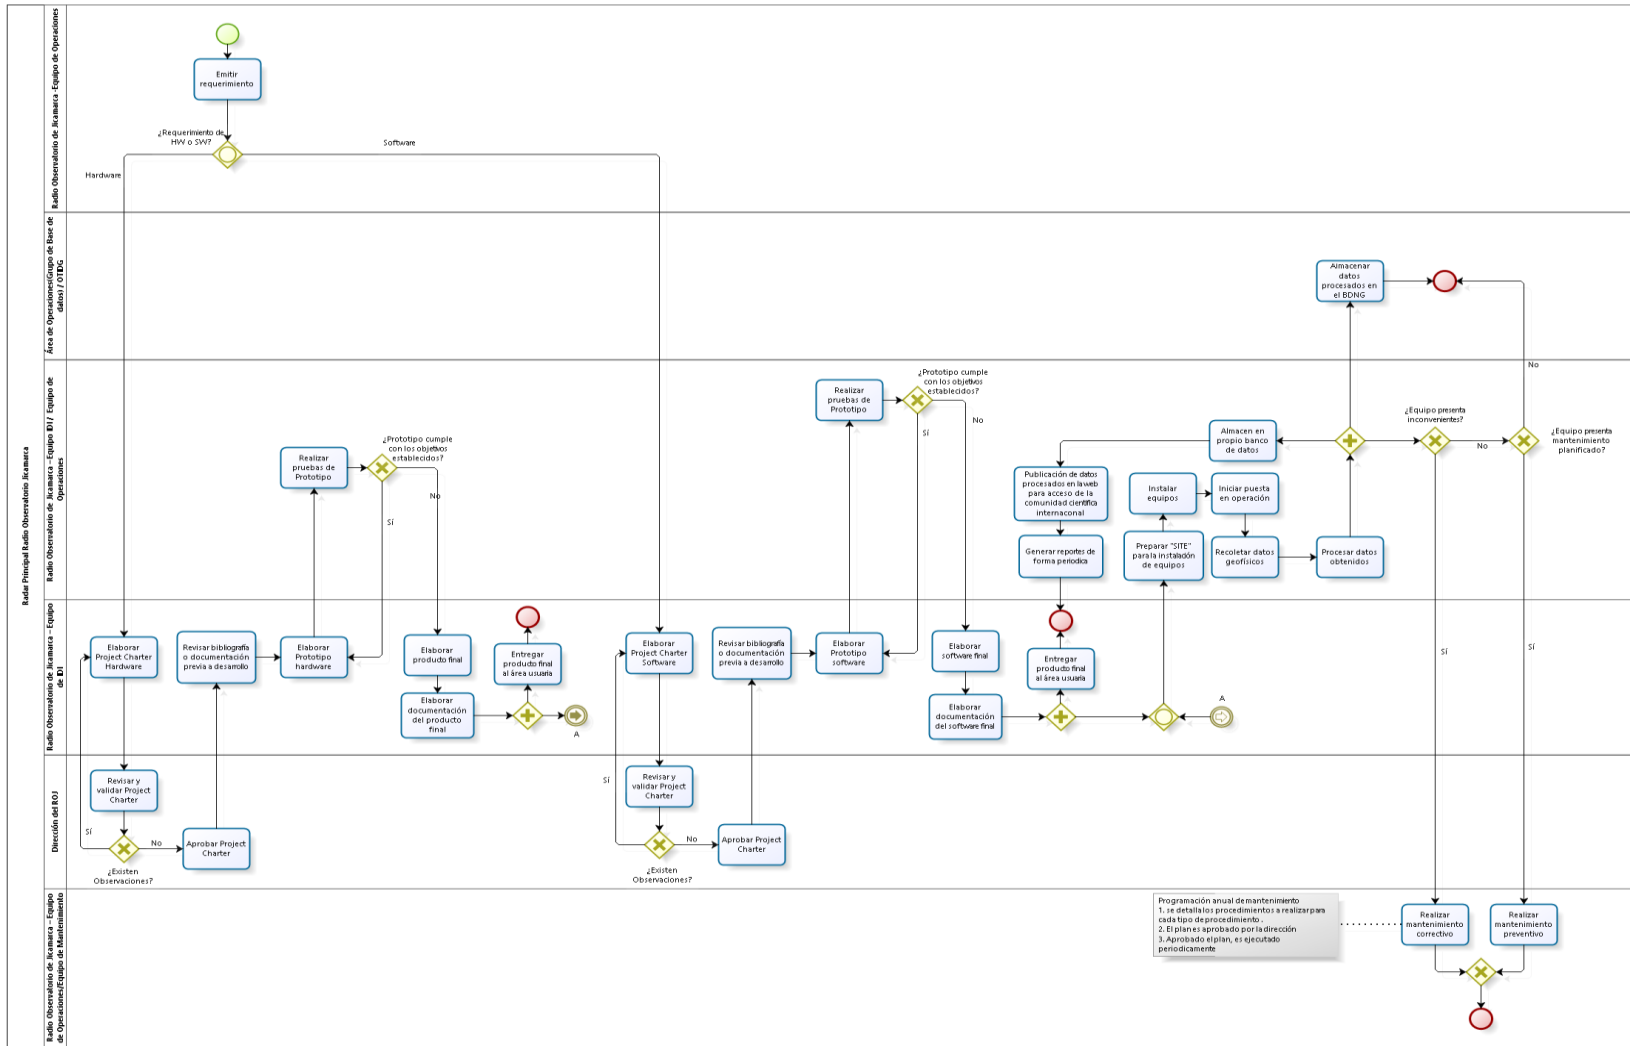 Radar Principal Radio Observatorio Jicamarca
Radio Observatorio de Jicamarca -Equipo de Operaciones
Emitir
requerimiento
¿Requerimiento de
HW o SW?
Software
Hardware
Área de Operaciones(Grupo de Base de
datos) / OTIDG
Almacenar
datos
procesados en
el BDNG
Radio Observatorio de Jicamarca – Equipo IDI / Equipo de
Operaciones
Realizar
pruebas de
Prototipo
¿Prototipo cumple
con los objetivos
establecidos?
No
Sí
Realizar
pruebas de
Prototipo
¿Prototipo cumple
con los objetivos
establecidos?
No
Sí
Publicación de datos
procesados en la web
para acceso de la
comunidad cientifica
internaconal
Generar reportes de
forma periodica
Almacen en
propio banco
de datos
Instalar
equipos
Iniciar puesta
en operación
Preparar "SITE"
para la instalación
de equipos
Recoletar datos
geofísicos
Procesar datos
obtenidos
¿Equipo presenta
inconvenientes?
No
¿Equipo presenta
mantenimiento
planificado?
No
Radio Observatorio de Jicamarca – Equipo
de IDI
Elaborar
Project Charter
Hardware
Revisar bibliografía
o documentación
previa a desarrollo
Elaborar
Prototipo
hardware
Elaborar
producto final
Elaborar
documentación
del producto
final
Entregar
producto final
al área usuaria
A
Elaborar
Project Charter
Software
Revisar bibliografía
o documentación
previa a desarrollo
Elaborar
Prototipo
software
Elaborar
software final
Elaborar
documentación
del software final
Entregar
producto final
al área usuaria
A
Sí
Sí
Dirección del ROJ
Revisar y
validar Project
Charter
Sí
No
¿Existen
Observaciones?
Aprobar Project
Charter
Revisar y
validar Project
Charter
Sí
No
¿Existen
Observaciones?
Aprobar Project
Charter
Radio Observatorio de Jicamarca – Equipo
de Operaciones/Equipo de Mantenimiento
Programación anual de mantenimiento
1. se detalla los procedimientos a realizar para
cada tipo de procedimiento .
2. El plan es aprobado por la dirección
3. Aprobado el plan, es ejecutado
periodicamente
Realizar
mantenimiento
correctivo
Realizar
mantenimiento
preventivo